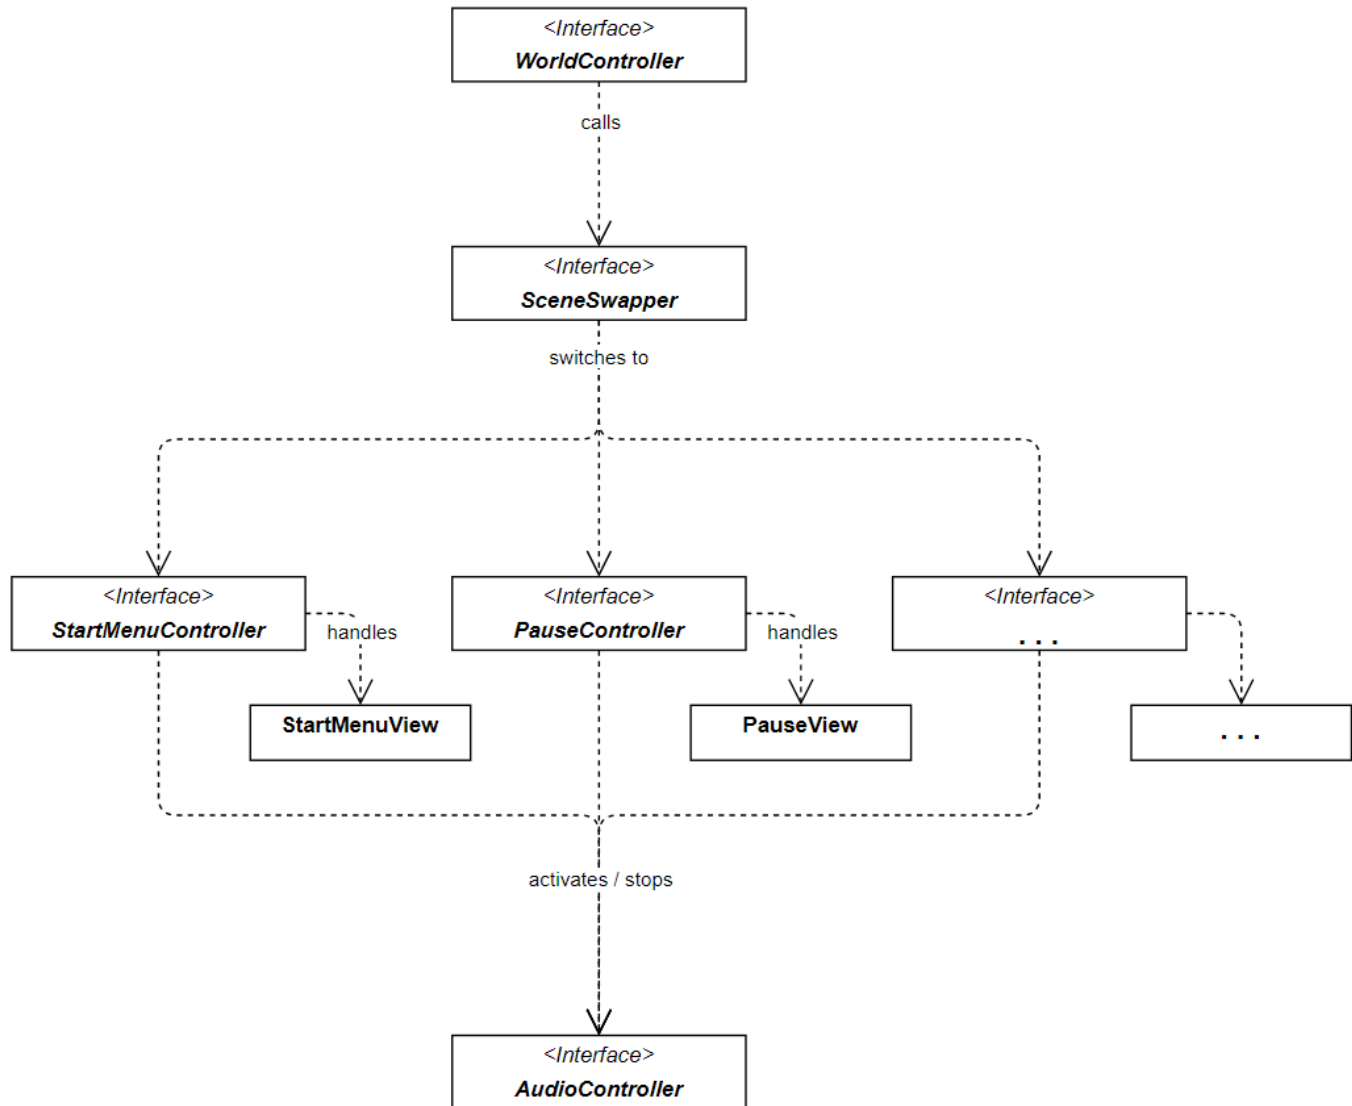 <Interface>
WorldController
calls
<Interface>
SceneSwapper
switches to
<Interface>
StartMenuController
handles
StartMenuView
<Interface>
PauseController
handles
PauseView
<Interface>
. . .
. . .
activates / stops
<Interface>
AudioController